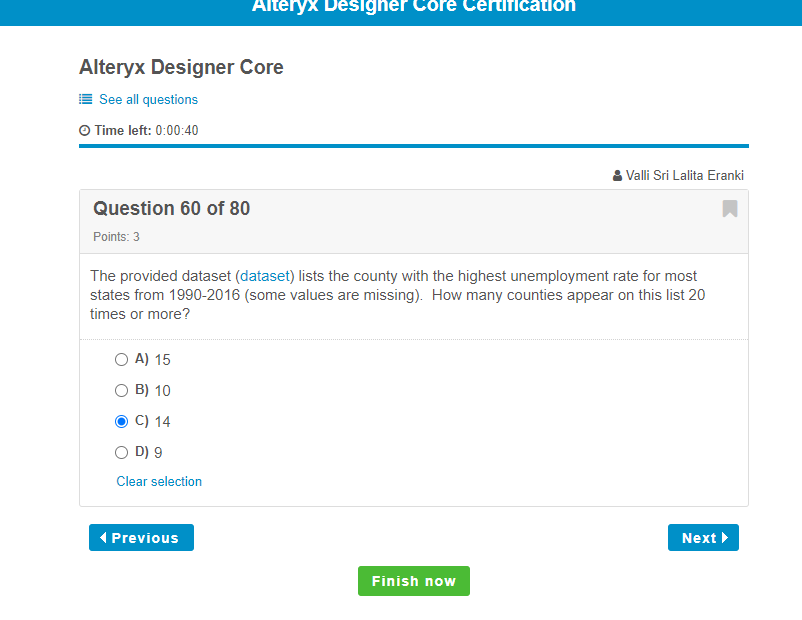 Alteryx Designer Core Certification
Alteryx Designer Core
See all questions
Time left: 0:00:40
Valli Sri Lalita Eranki
Question 60 of 80
Points: 3
The provided dataset (dataset) lists the county with the highest unemployment rate for most
states from 1990-2016 (some values are missing).  How many counties appear on this list 20
times or more?
A) 15
B) 10
C) 14
D) 9
Clear selection
Previous
Next
Finish now